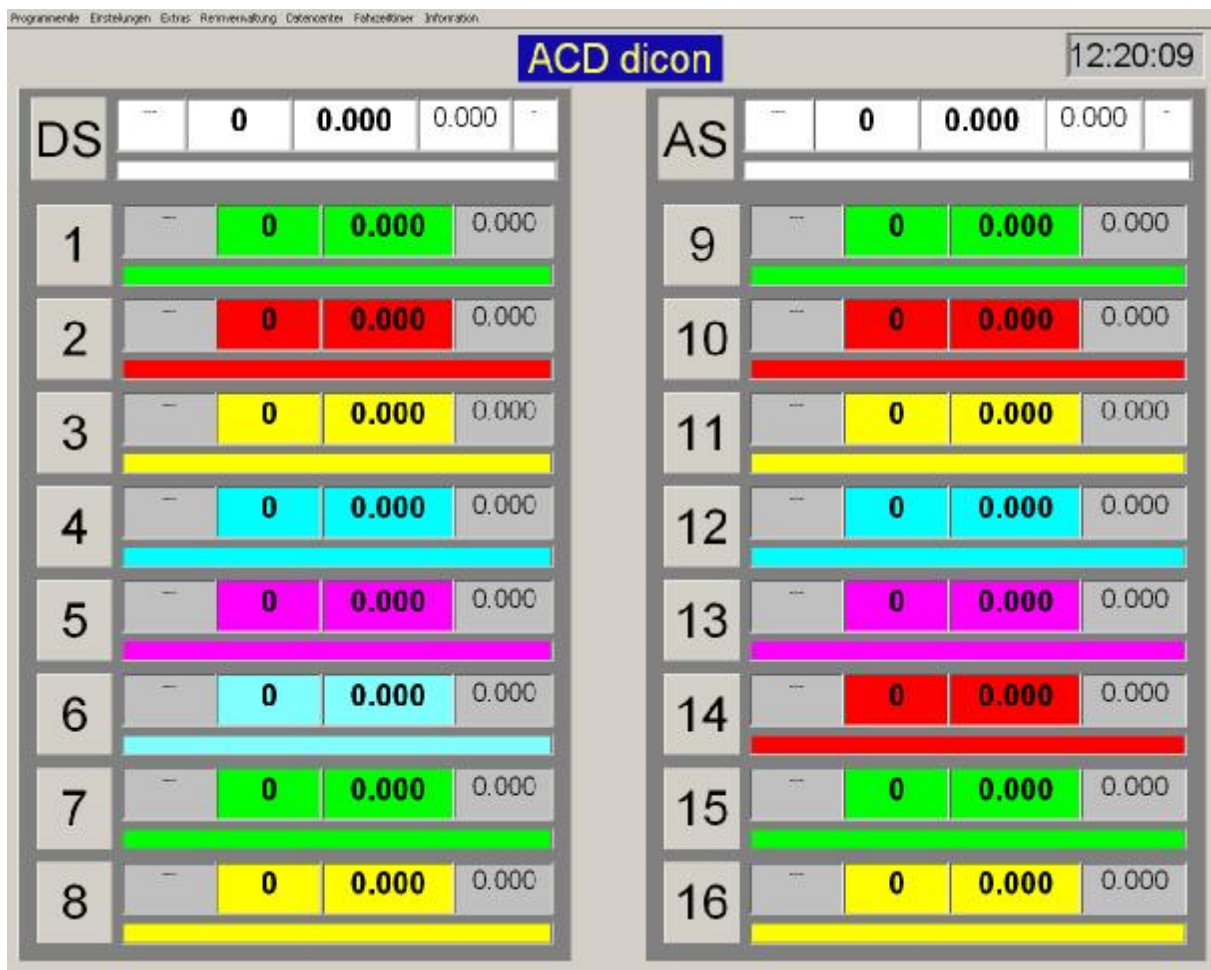 Programmende Einstellungen Extras Rennverwaltung Datencenter Fahrzeittimer Information
ACD dicon
12:20:09
DS --- 0 0.000 0.000 -
1 --- 0 0.000 0.000
2 --- 0 0.000 0.000
3 --- 0 0.000 0.000
4 --- 0 0.000 0.000
5 --- 0 0.000 0.000
6 --- 0 0.000 0.000
7 --- 0 0.000 0.000
8 --- 0 0.000 0.000
AS --- 0 0.000 0.000 -
9 --- 0 0.000 0.000
10 --- 0 0.000 0.000
11 --- 0 0.000 0.000
12 --- 0 0.000 0.000
13 --- 0 0.000 0.000
14 --- 0 0.000 0.000
15 --- 0 0.000 0.000
16 --- 0 0.000 0.000